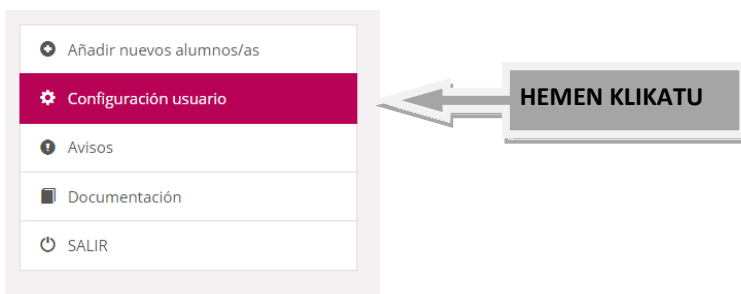 Añadir nuevos alumnos/as
Configuración usuario
HEMEN KLIKATU
Avisos
Documentación
SALIR